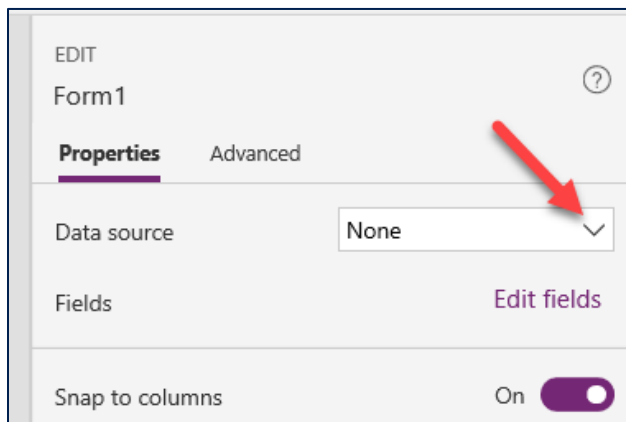 EDIT
Form1
?
Properties Advanced
Data source None
Fields Edit fields
Snap to columns On